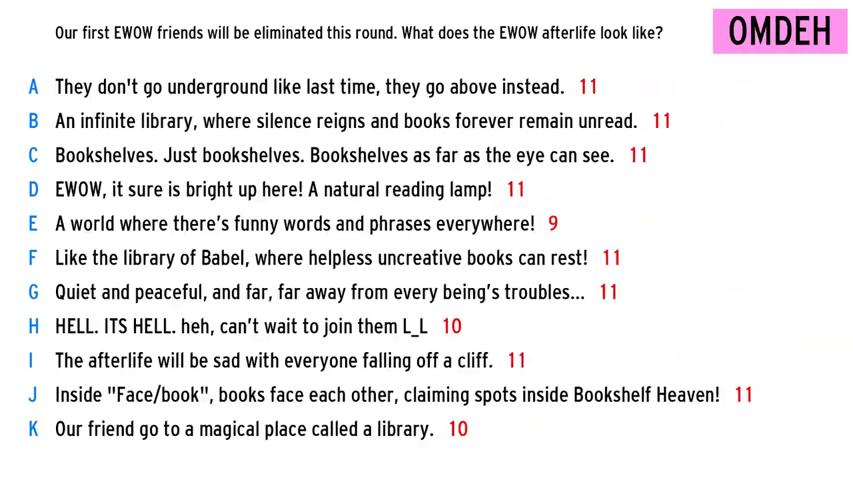 Our first EWOW friends will be eliminated this round. What does the EWOW afterlife look like?
OMDEH
A They don't go underground like last time, they go above instead. 11
B An infinite library, where silence reigns and books forever remain unread. 11
C Bookshelves. Just bookshelves. Bookshelves as far as the eye can see. 11
D EWOW, it sure is bright up here! A natural reading lamp! 11
E A world where there’s funny words and phrases everywhere! 9
F Like the library of Babel, where helpless uncreative books can rest! 11
G Quiet and peaceful, and far, far away from every being’s troubles... 11
H HELL. ITS HELL. heh, can’t wait to join them L_L 10
I The afterlife will be sad with everyone falling off a cliff. 11
J Inside "Face/book", books face each other, claiming spots inside Bookshelf Heaven! 11
K Our friend go to a magical place called a library. 10